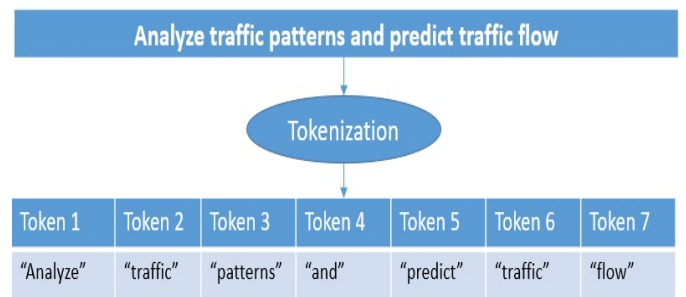 Analyze traffic patterns and predict traffic flow
Tokenization
Token 1 Token 2 Token 3 Token 4 Token 5 Token 6 Token 7
“Analyze” “traffic” “patterns” “and” “predict” “traffic” “flow”